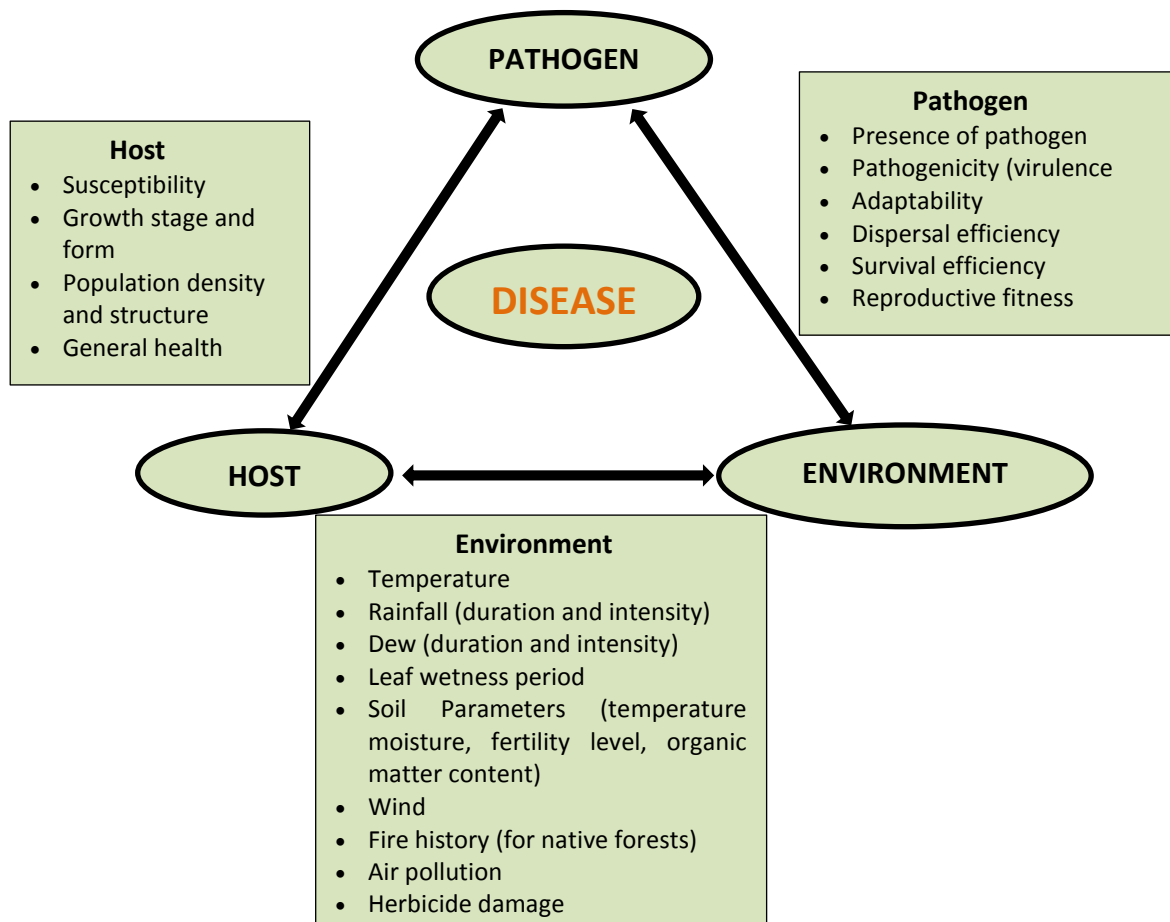 PATHOGEN
Host
• Susceptibility
• Growth stage and
form
• Population density
and structure
• General health
Pathogen
• Presence of pathogen
• Pathogenicity (virulence
• Adaptability
• Dispersal efficiency
• Survival efficiency
• Reproductive fitness
DISEASE
HOST
ENVIRONMENT
Environment
• Temperature
• Rainfall (duration and intensity)
• Dew (duration and intensity)
• Leaf wetness period
• Soil Parameters (temperature
moisture, fertility level, organic
matter content)
• Wind
• Fire history (for native forests)
• Air pollution
• Herbicide damage